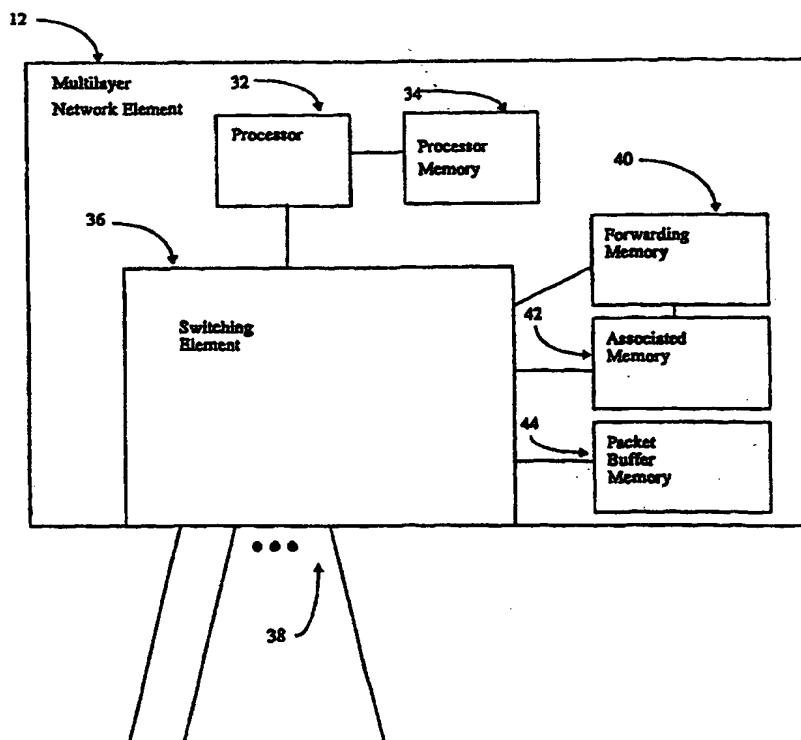 12
Multilayer
Network Element
32
34
Processor
Processor
Memory
40
36
Forwarding
Memory
42
Switching
Element
Associated
Memory
44
Packet
Buffer
Memory
38